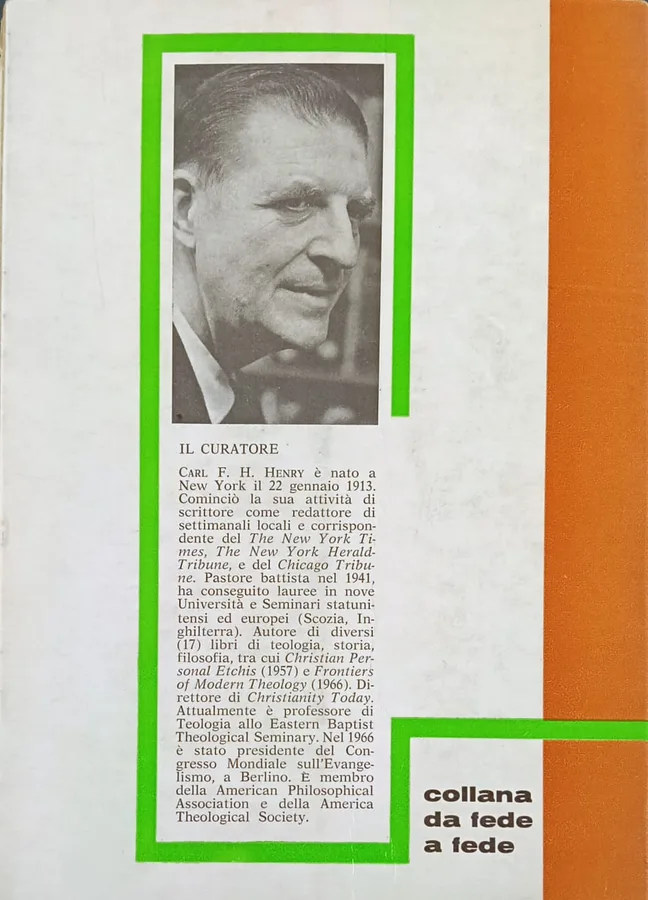 IL CURATORE
CARL F. H. HENRY è nato a
New York il 22 gennaio 1913.
Cominciò la sua attività di
scrittore come redattore di
settimanali locali e corrispon-
dente del The New York Ti-
mes, The New York Herald-
Tribune, e del Chicago Tribu-
ne. Pastore battista nel 1941,
ha conseguito lauree in nove
Università e Seminari statuni-
tensi ed europei (Scozia, In-
ghilterra). Autore di diversi
(17) libri di teologia, storia,
filosofia, tra cui Christian Per-
sonal Etchis (1957) e Frontiers
of Modern Theology (1966). Di-
rettore di Christianity Today.
Attualmente è professore di
Teologia allo Eastern Baptist
Theological Seminary. Nel 1966
è stato presidente del Con-
gresso Mondiale sull'Evange-
lismo, a Berlino. È membro
della American Philosophical
Association e della America
Theological Society.
collana
da fede
a fede